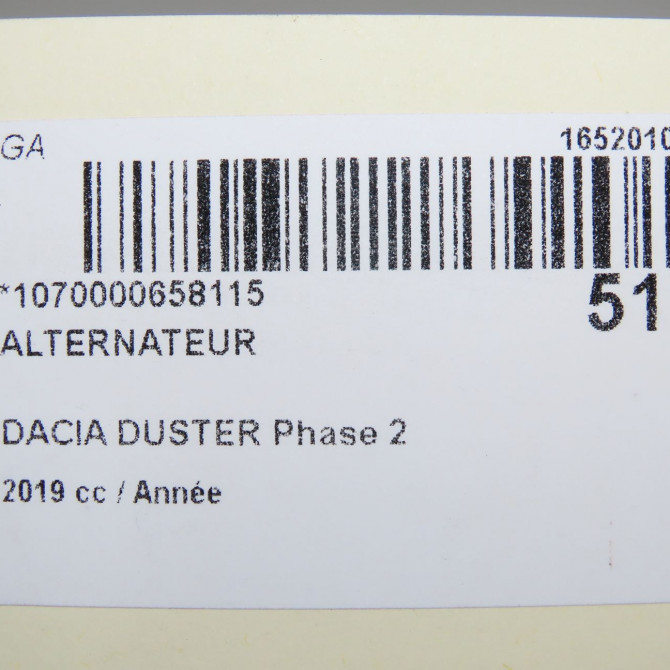 GA 1652010
*1070000658115
51
ALTERNATEUR
DACIA DUSTER Phase 2
2019 cc / Année